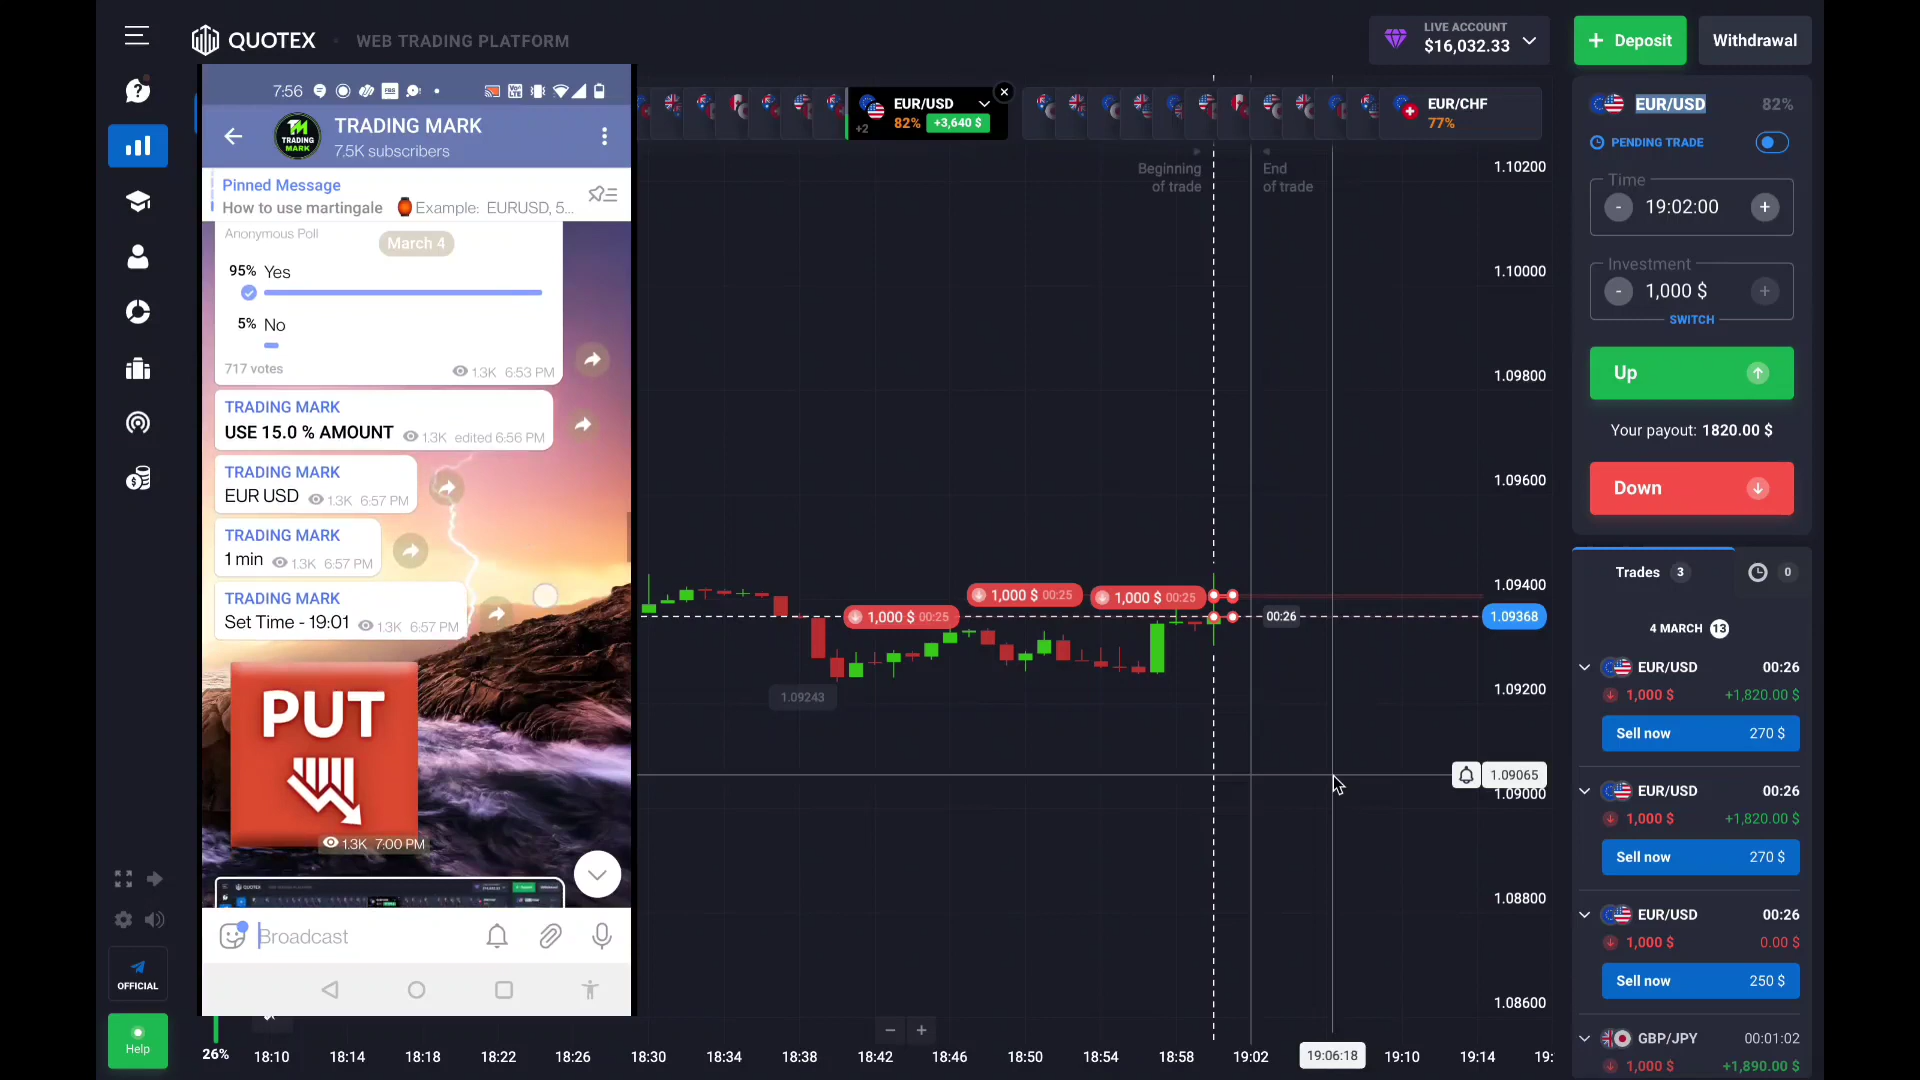 QUOTEX
WEB TRADING PLATFORM
LIVE ACCOUNT
$16,032.33
+ Deposit
Withdrawal
7:56
TRADING MARK
TRADING MARK
7.5K subscribers
Pinned Message
How to use martingale Example: EURUSD, 5...
Anonymous Poll
March 4
95% Yes
5% No
717 votes
1.3K 6:53 PM
TRADING MARK
USE 15.0 % AMOUNT
1.3K edited 6:56 PM
TRADING MARK
EUR USD
1.3K 6:57 PM
TRADING MARK
1 min
1.3K 6:57 PM
TRADING MARK
Set Time - 19:01
1.3K 6:57 PM
PUT
1.3K 7:00 PM
Broadcast
OFFICIAL
Help
26%
+2
EUR/USD
82% +3,640 $
EUR/CHF
77%
Beginning
of trade
End
of trade
1.10200
1.10000
1.09800
1.09600
1.09400
1.09368
1.09200
1.09065
1.09000
1.08800
1.08600
1,000 $ 00:25
1,000 $ 00:25
1,000 $ 00:25
00:26
1.09243
18:10 18:14 18:18 18:22 18:26 18:30 18:34 18:38 18:42 18:46 18:50 18:54 18:58 19:02 19:06:18 19:10 19:14 19:
EUR/USD 82%
PENDING TRADE
Time
- 19:02:00 +
Investment
- 1,000 $ +
SWITCH
Up
Your payout: 1820.00 $
Down
Trades 3
0
4 MARCH 13
EUR/USD 00:26
1,000 $ +1,820.00 $
Sell now 270 $
EUR/USD 00:26
1,000 $ +1,820.00 $
Sell now 270 $
EUR/USD 00:26
1,000 $ 0.00 $
Sell now 250 $
GBP/JPY 00:01:02
1,000 $ +1,890.00 $